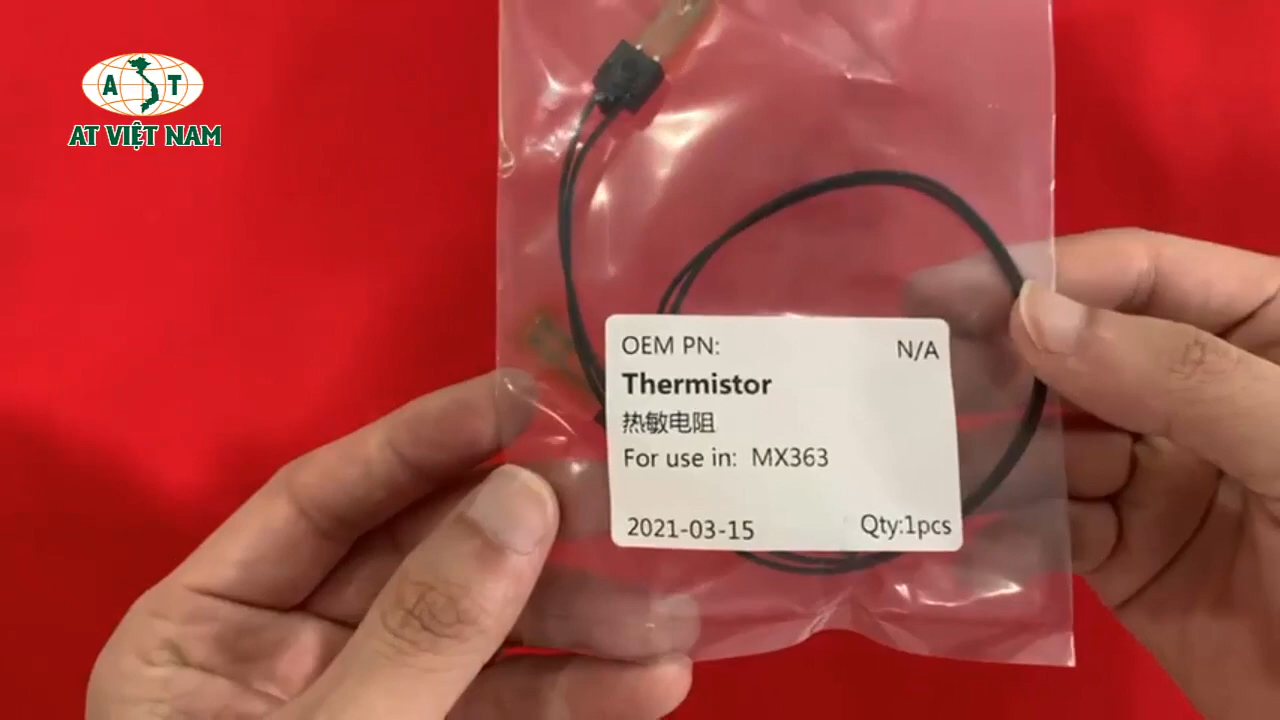 A T
AT VIỆT NAM
OEM PN: N/A
Thermistor
热敏电阻
For use in: MX363
2021-03-15 Qty:1pcs